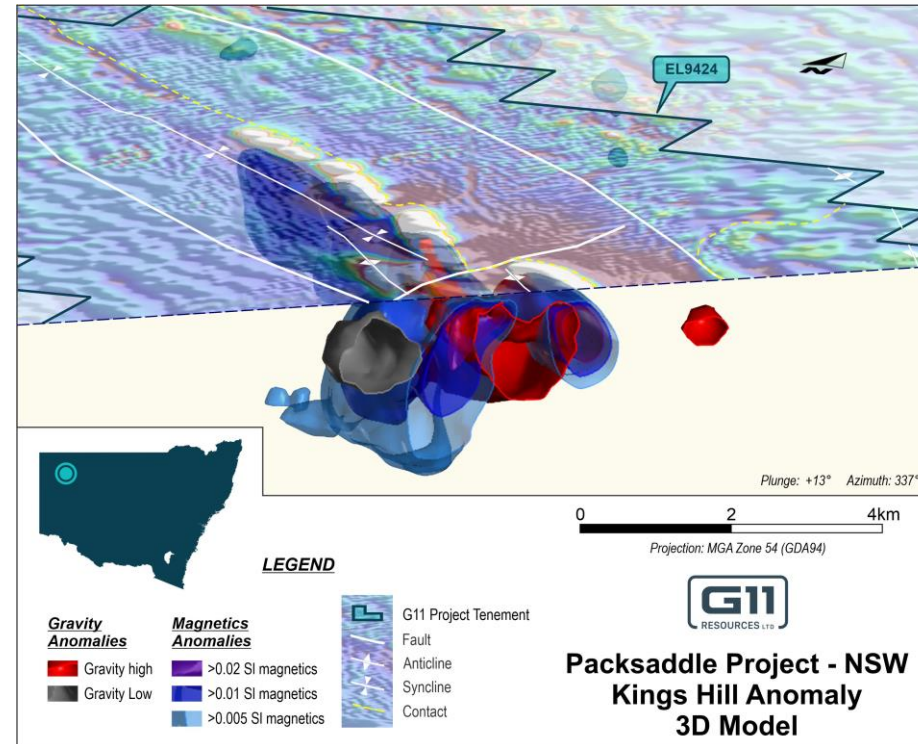 EL9424
Plunge: +13° Azimuth: 337°
0 2 4km
Projection: MGA Zone 54 (GDA94)
LEGEND
Gravity
Anomalies
Gravity high
Gravity Low
Magnetics
Anomalies
>0.02 SI magnetics
>0.01 SI magnetics
>0.005 SI magnetics
G11 Project Tenement
Fault
Anticline
Syncline
Contact
G11
RESOURCES LTD
Packsaddle Project - NSW
Kings Hill Anomaly
3D Model